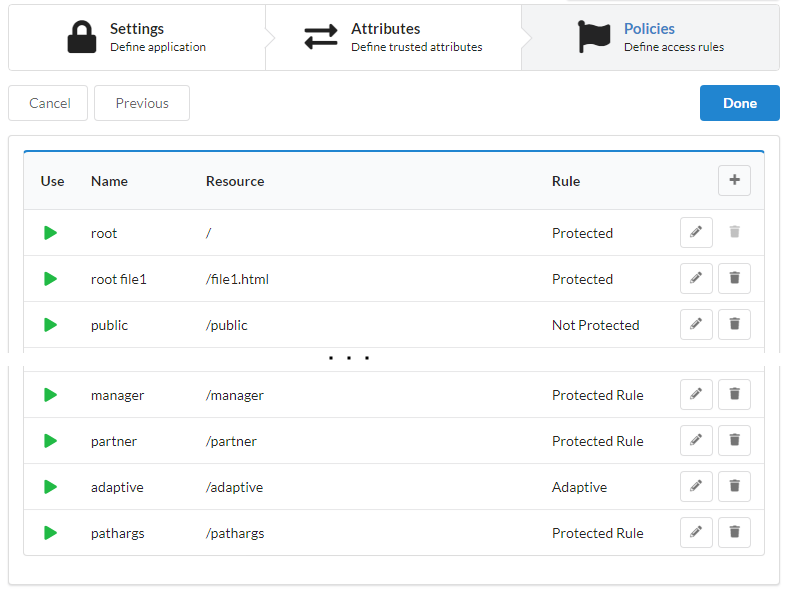 Settings
Define application
Attributes
Define trusted attributes
Policies
Define access rules
Cancel Previous Done
Use Name Resource Rule +
root / Protected
root file1 /file1.html Protected
public /public Not Protected
. . .
manager /manager Protected Rule
partner /partner Protected Rule
adaptive /adaptive Adaptive
pathargs /pathargs Protected Rule